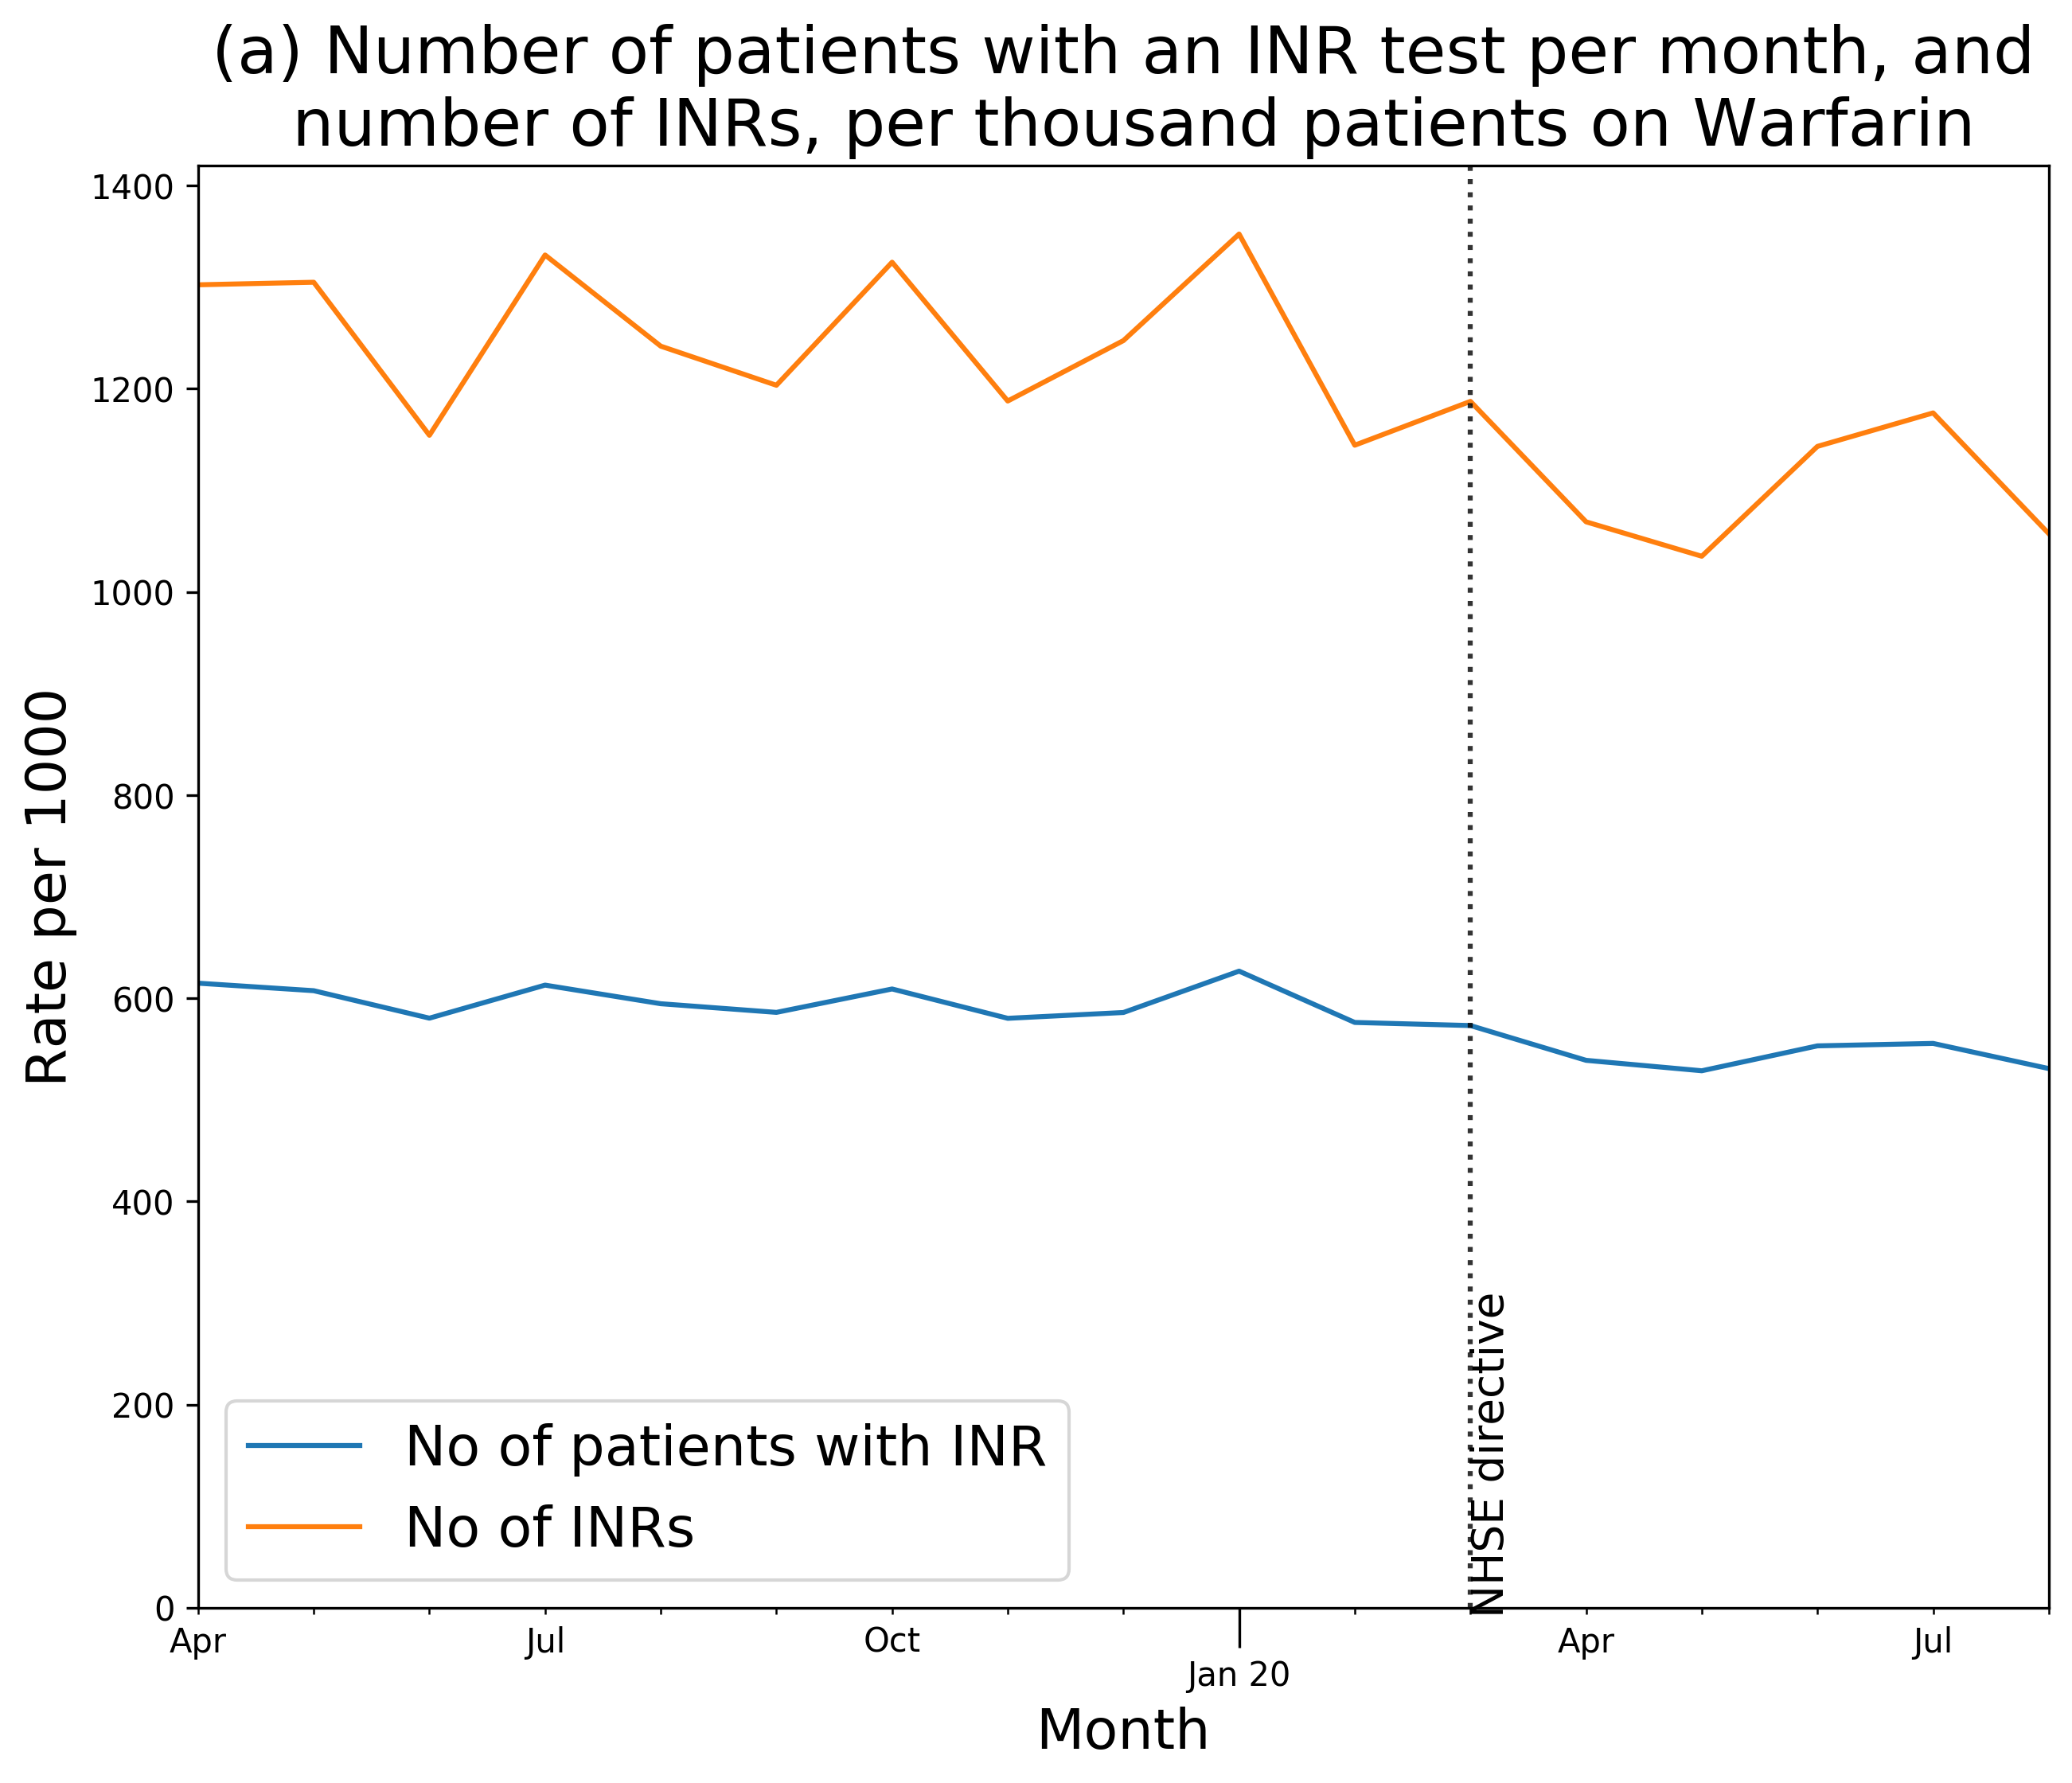 (a) Number of patients with an INR test per month, and
number of INRs, per thousand patients on Warfarin
1400
1200
1000
800
600
400
200
0
Rate per 1000
NHSE directive
No of patients with INR
No of INRs
Apr
Jul
Oct
Jan 20
Apr
Jul
Month